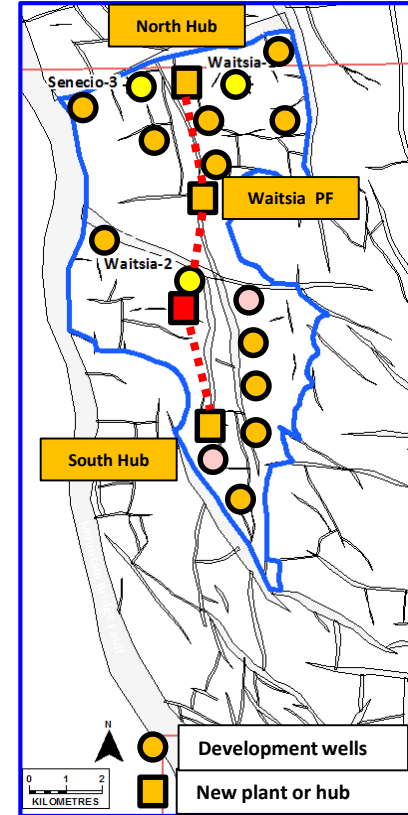 North Hub
Senecio-3
Waitsia-
Waitsia PF
Waitsia-2
South Hub
N
Development wells
0 1 2
KILOMETRES
New plant or hub